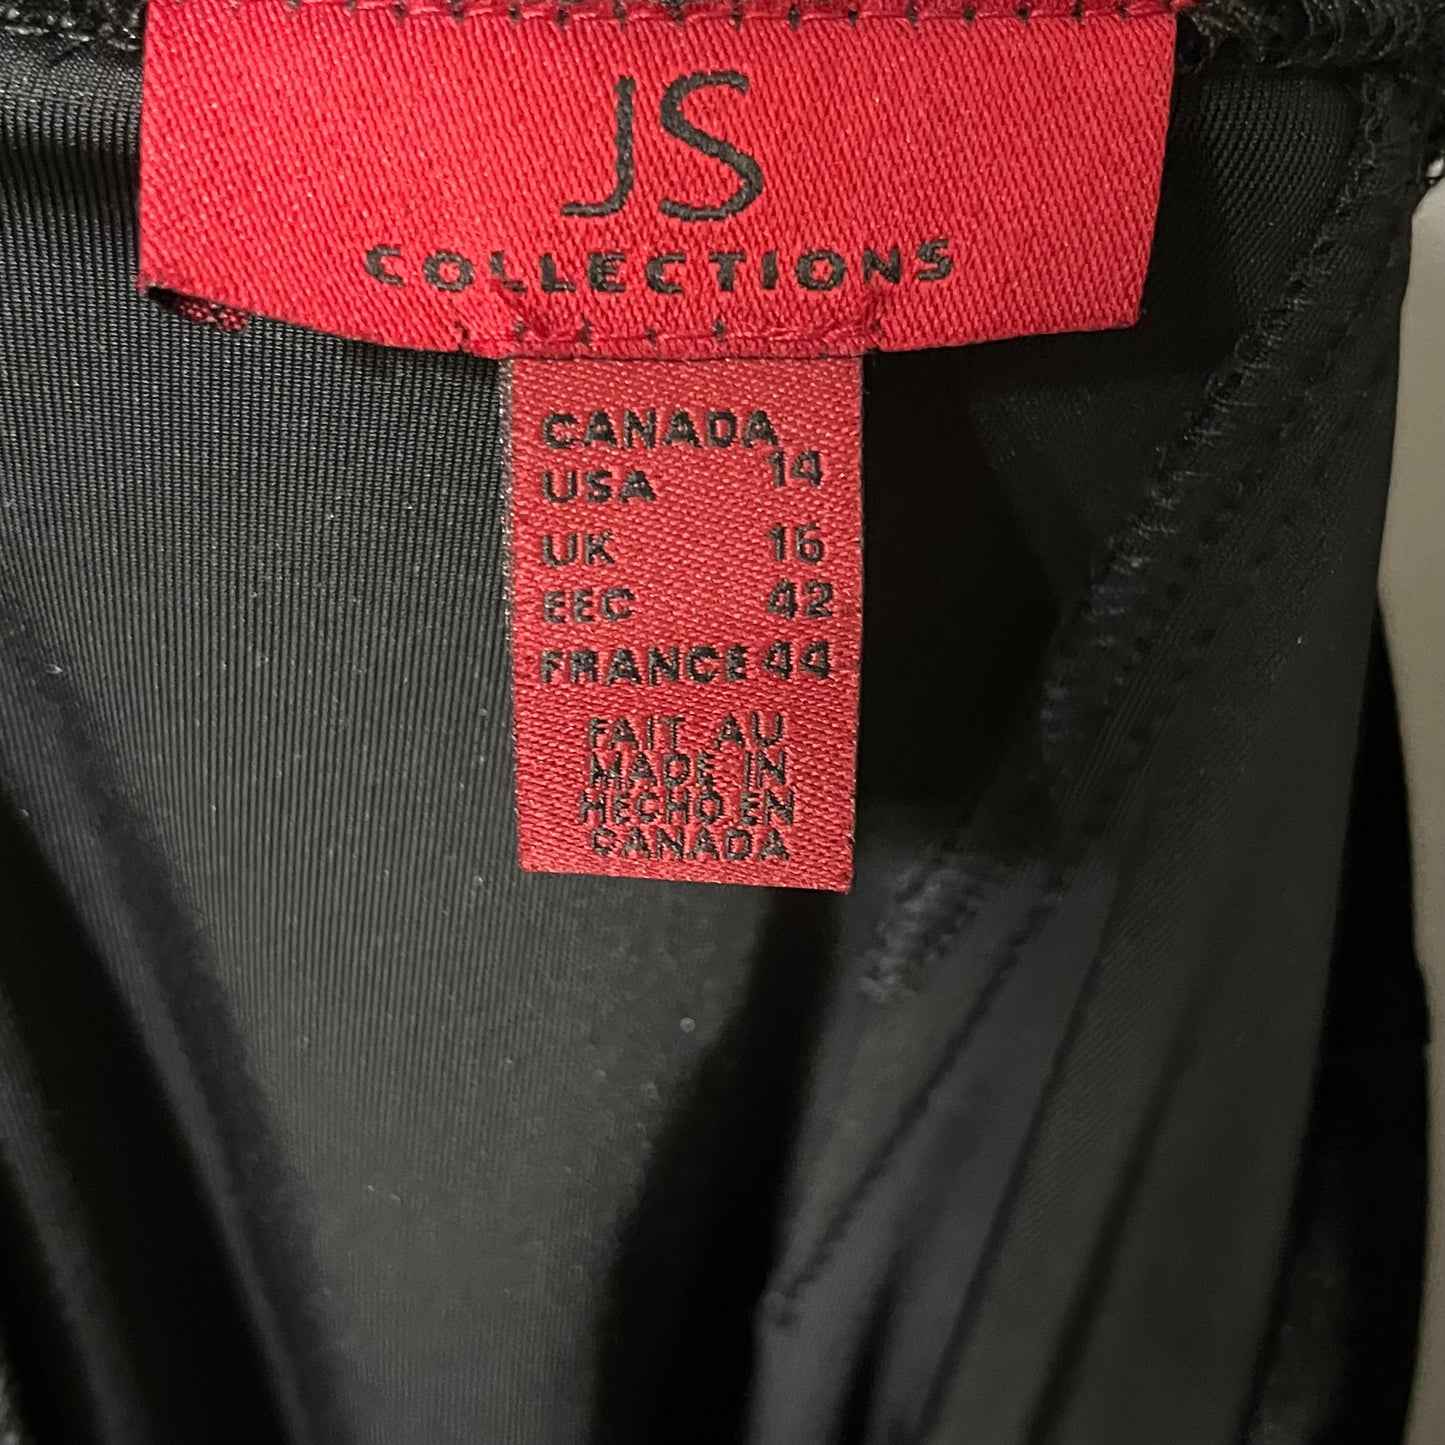 JS
COLLECTIONS
CANADA
USA 14
UK 16
EEC 42
FRANCE 44
FAIT AU
MADE IN
HECHO EN
CANADA